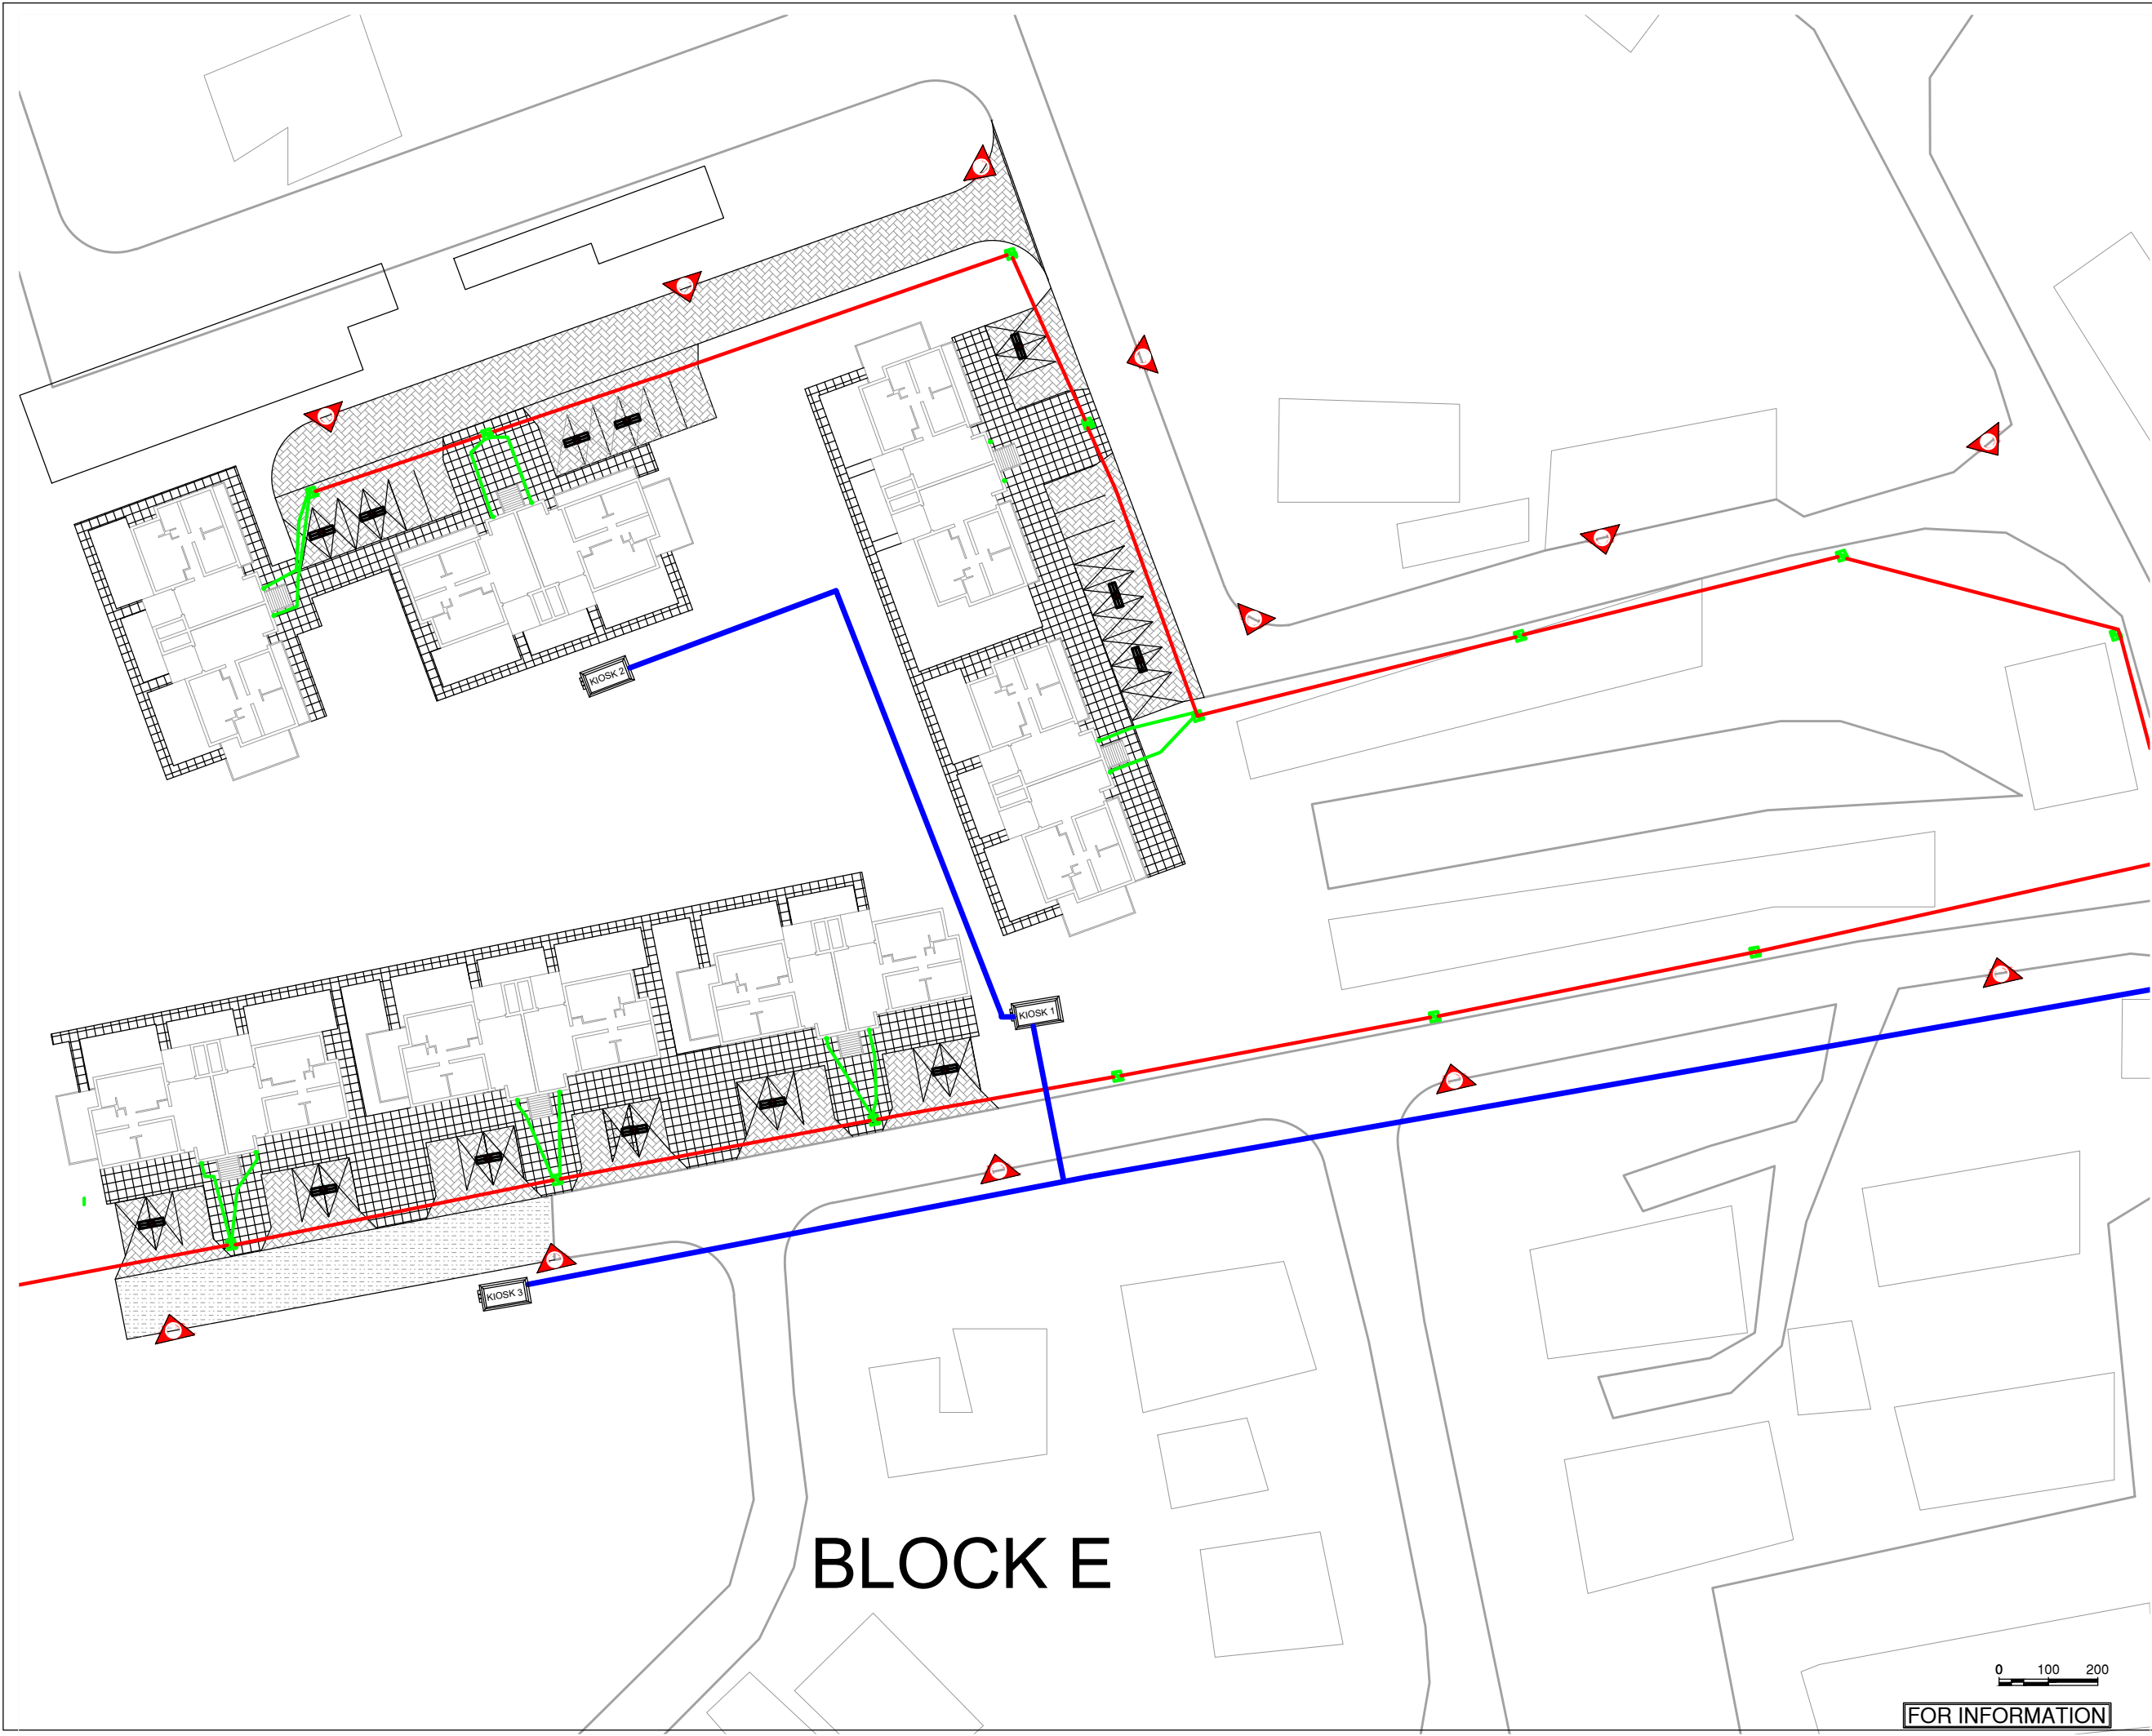 KIOSK 2
KIOSK 1
KIOSK 3
BLOCK E
0 100 200
FOR INFORMATION